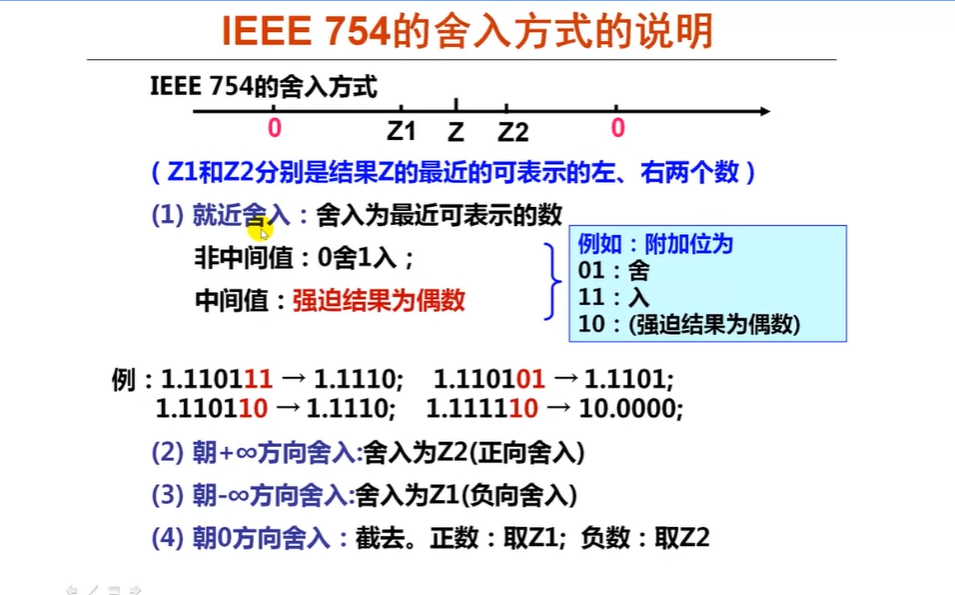 IEEE 754的舍入方式的说明
IEEE 754的舍入方式
0 Z1 Z Z2 0
(Z1和Z2分别是结果Z的最近的可表示的左、右两个数)
(1) 就近舍入：舍入为最近可表示的数
非中间值：0舍1入；
中间值：强迫结果为偶数
例如：附加位为
01：舍
11：入
10：(强迫结果为偶数)
例：1.110111 → 1.1110; 1.110101 → 1.1101;
1.110110 → 1.1110; 1.111110 → 10.0000;
(2) 朝+∞方向舍入:舍入为Z2(正向舍入)
(3) 朝-∞方向舍入:舍入为Z1(负向舍入)
(4) 朝0方向舍入：截去。正数：取Z1; 负数：取Z2